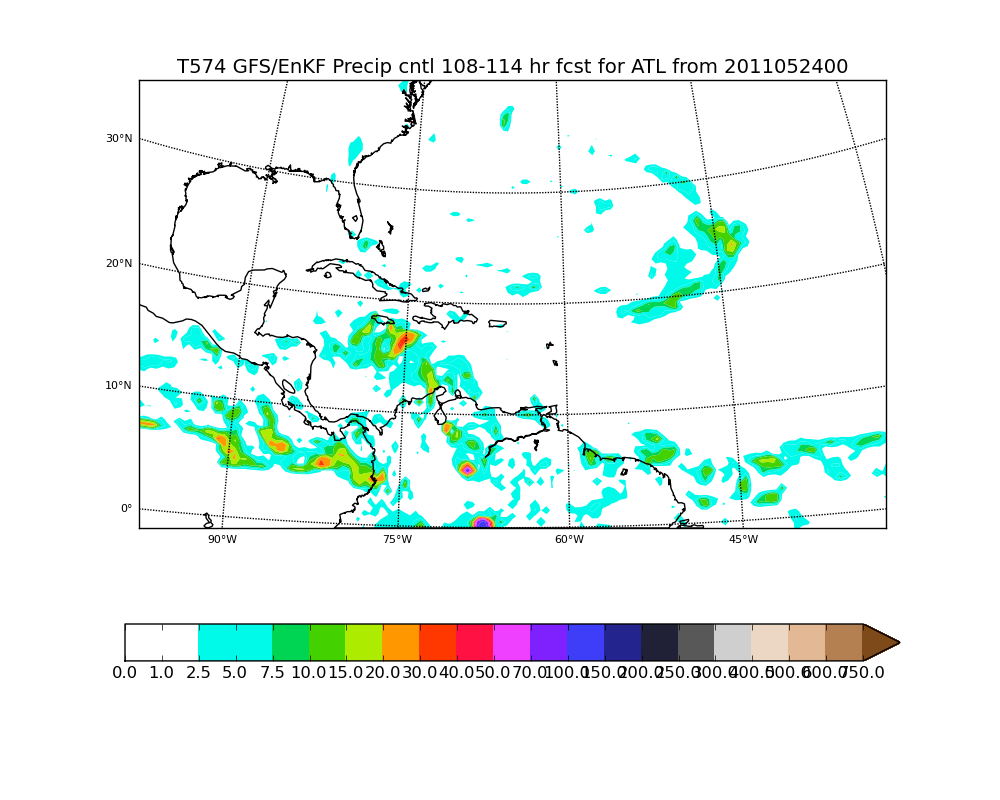 T574 GFS/EnKF Precip cntl 108-114 hr fcst for ATL from 2011052400
30°N
20°N
10°N
0°
90°W 75°W 60°W 45°W
0.0 1.0 2.5 5.0 7.5 10.0 15.0 20.0 30.0 40.0 50.0 70.0 100.0 150.0 200.0 250.0 300.0 400.0 500.0 600.0 750.0